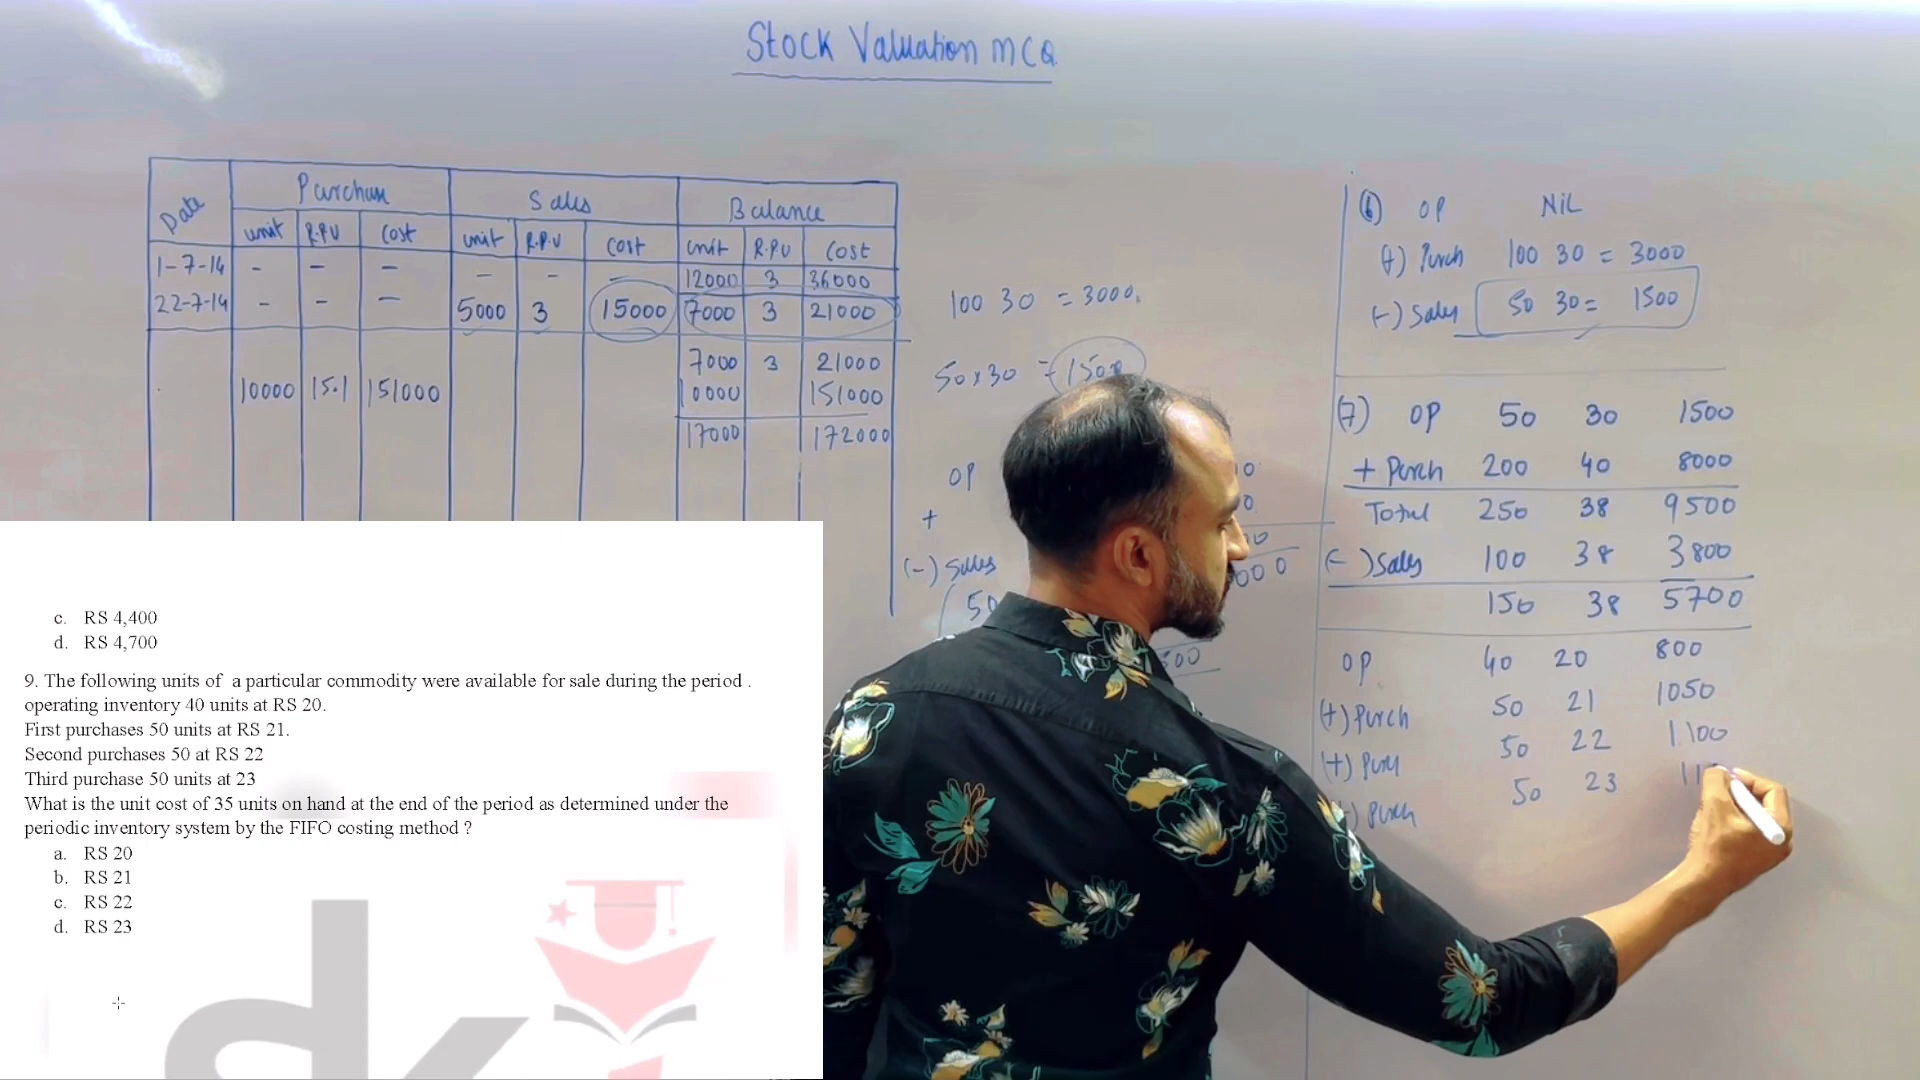 Stock Valuation MCQ
Date Purchase Sales Balance
unit R.P.U Cost unit R.P.U Cost unit R.P.U Cost
1-7-14 - - - - - - 12000 3 36000
22-7-14 - - - 5000 3 15000 7000 3 21000
7000 3 21000
10000 15.1 151000 10000 151000
17000 172000
100 30 = 3000
50 x 30 = 1500
OP
+
(-) Sales
(6) OP NiL
(+) Purch 100 30 = 3000
(-) Sales 50 30 = 1500
(7) OP 50 30 1500
+ Purch 200 40 8000
Total 250 38 9500
(-) Sales 100 38 3800
150 38 5700
OP 40 20 800
(+) Purch 50 21 1050
(+) Purc 50 22 1100
Purch 50 23
c. RS 4,400
d. RS 4,700
9. The following units of a particular commodity were available for sale during the period .
operating inventory 40 units at RS 20.
First purchases 50 units at RS 21.
Second purchases 50 at RS 22
Third purchase 50 units at 23
What is the unit cost of 35 units on hand at the end of the period as determined under the
periodic inventory system by the FIFO costing method ?
a. RS 20
b. RS 21
c. RS 22
d. RS 23